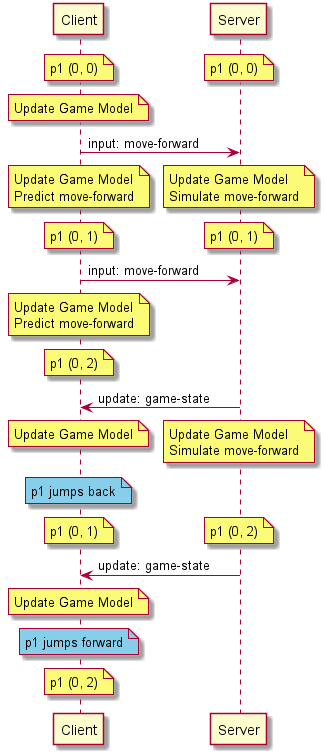 Client
Server
p1 (0, 0)
p1 (0, 0)
Update Game Model
input: move-forward
Update Game Model
Predict move-forward
Update Game Model
Simulate move-forward
p1 (0, 1)
p1 (0, 1)
input: move-forward
Update Game Model
Predict move-forward
p1 (0, 2)
update: game-state
Update Game Model
Update Game Model
Simulate move-forward
p1 jumps back
p1 (0, 1)
p1 (0, 2)
update: game-state
Update Game Model
p1 jumps forward
p1 (0, 2)
Client
Server